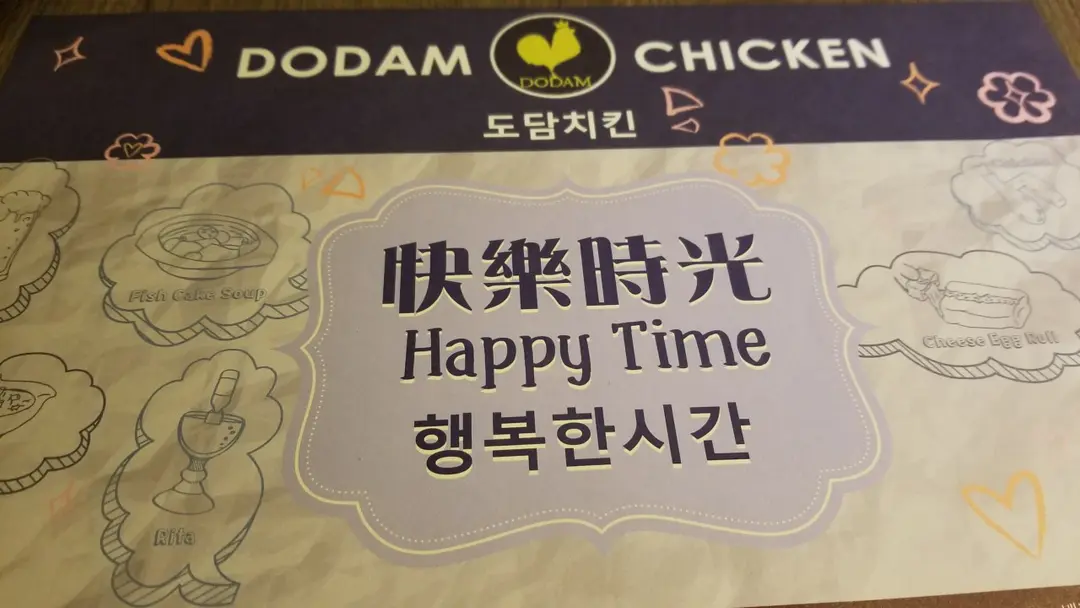 DODAM DODAM CHICKEN
도담치킨
快樂時光
Happy Time
행복한시간
Fish Cake Soup
Cheese Egg Roll
Rita